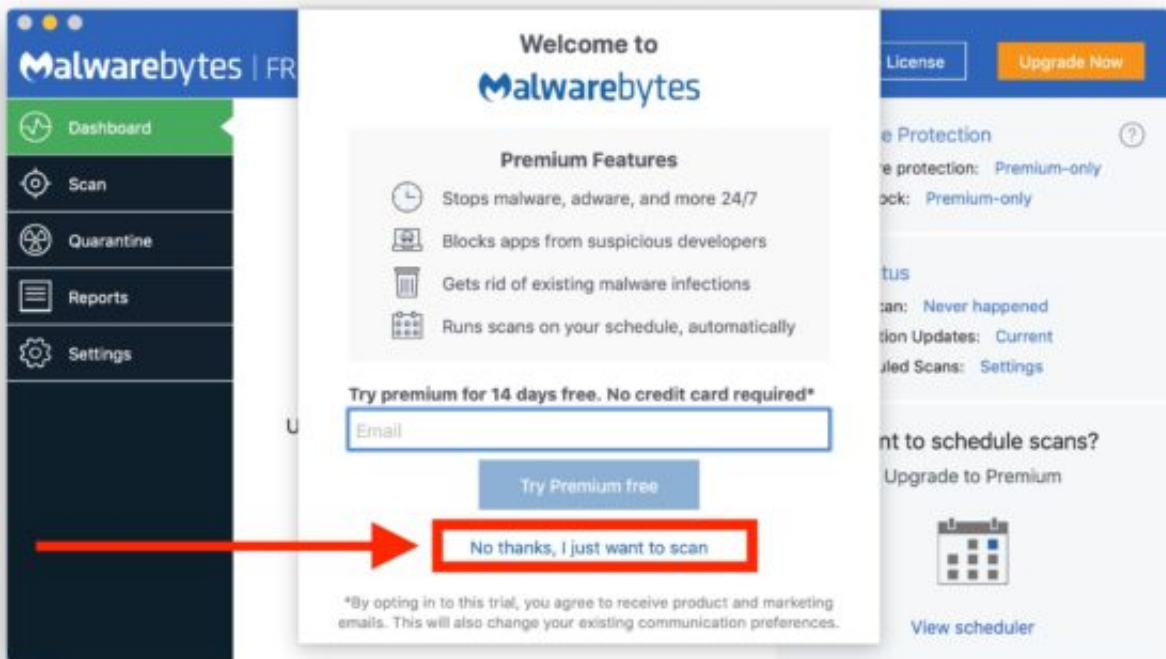 Malwarebytes | FR
License
Upgrade Now
Dashboard
Scan
Quarantine
Reports
Settings
U
Welcome to
Malwarebytes
Premium Features
Stops malware, adware, and more 24/7
Blocks apps from suspicious developers
Gets rid of existing malware infections
Runs scans on your schedule, automatically
Try premium for 14 days free. No credit card required*
Email
Try Premium free
No thanks, I just want to scan
*By opting in to this trial, you agree to receive product and marketing
emails. This will also change your existing communication preferences.
e Protection
?
e protection: Premium-only
ock: Premium-only
tus
can: Never happened
tion Updates: Current
uled Scans: Settings
nt to schedule scans?
Upgrade to Premium
View scheduler